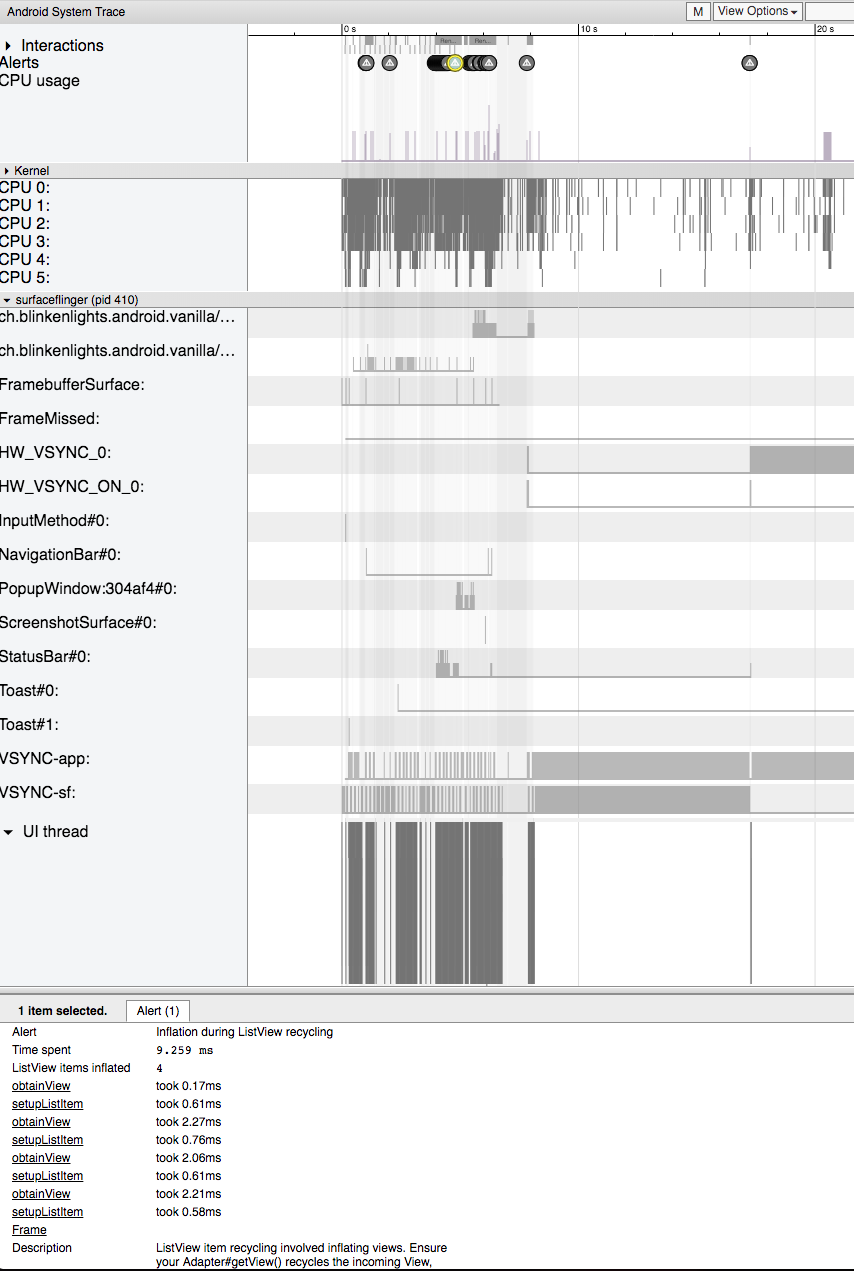 Android System Trace
M
View Options
0 s
10 s
20 s
Interactions
Ren...
Ren...
Alerts
CPU usage
Kernel
CPU 0:
CPU 1:
CPU 2:
CPU 3:
CPU 4:
CPU 5:
surfaceflinger (pid 410)
ch.blinkenlights.android.vanilla/…
ch.blinkenlights.android.vanilla/…
FramebufferSurface:
FrameMissed:
HW_VSYNC_0:
HW_VSYNC_ON_0:
InputMethod#0:
NavigationBar#0:
PopupWindow:304af4#0:
ScreenshotSurface#0:
StatusBar#0:
Toast#0:
Toast#1:
VSYNC-app:
VSYNC-sf:
UI thread
1 item selected. Alert (1)
Alert Inflation during ListView recycling
Time spent 9.259 ms
ListView items inflated 4
obtainView took 0.17ms
setupListItem took 0.61ms
obtainView took 2.27ms
setupListItem took 0.76ms
obtainView took 2.06ms
setupListItem took 0.61ms
obtainView took 2.21ms
setupListItem took 0.58ms
Frame
Description ListView item recycling involved inflating views. Ensure
your Adapter#getView() recycles the incoming View,